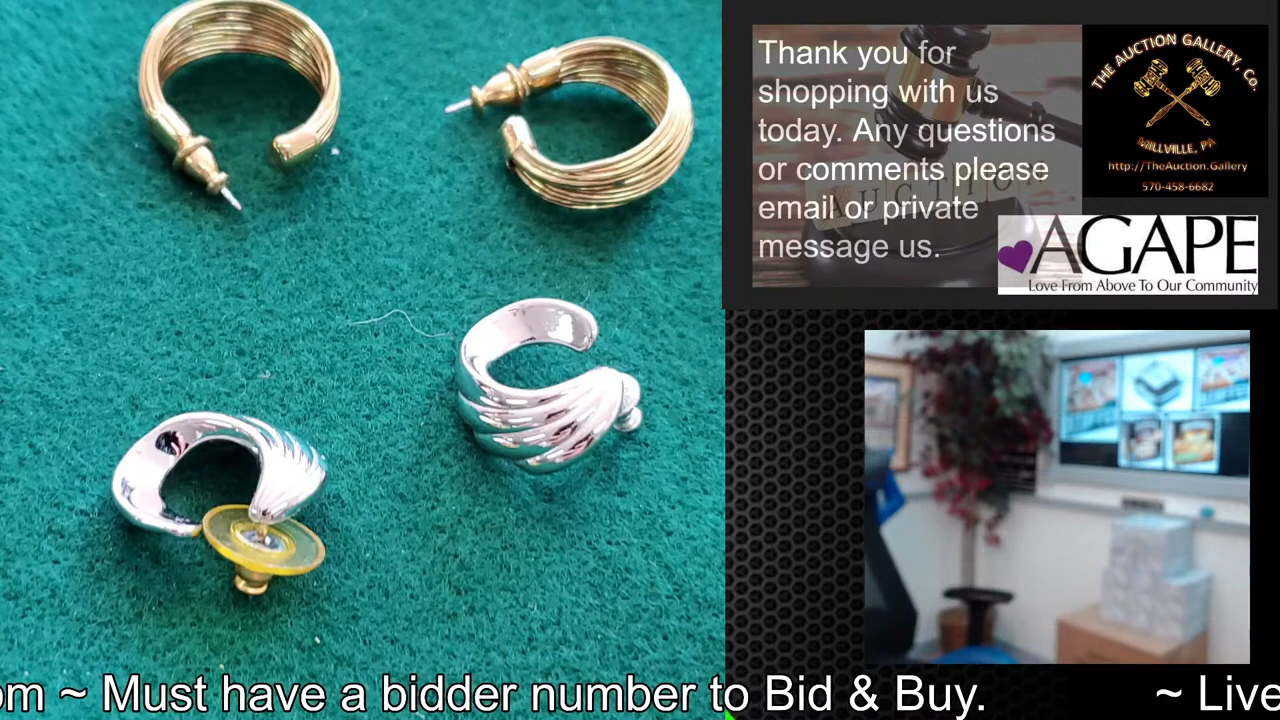 Thank you for
shopping with us
today. Any questions
or comments please
email or private
message us.
AUCTION
THE AUCTION GALLERY, Co.
MILLVILLE, PA
http://TheAuction.Gallery
570-458-6682
AGAPE
Love From Above To Our Community
om ~ Must have a bidder number to Bid & Buy. ~ Live